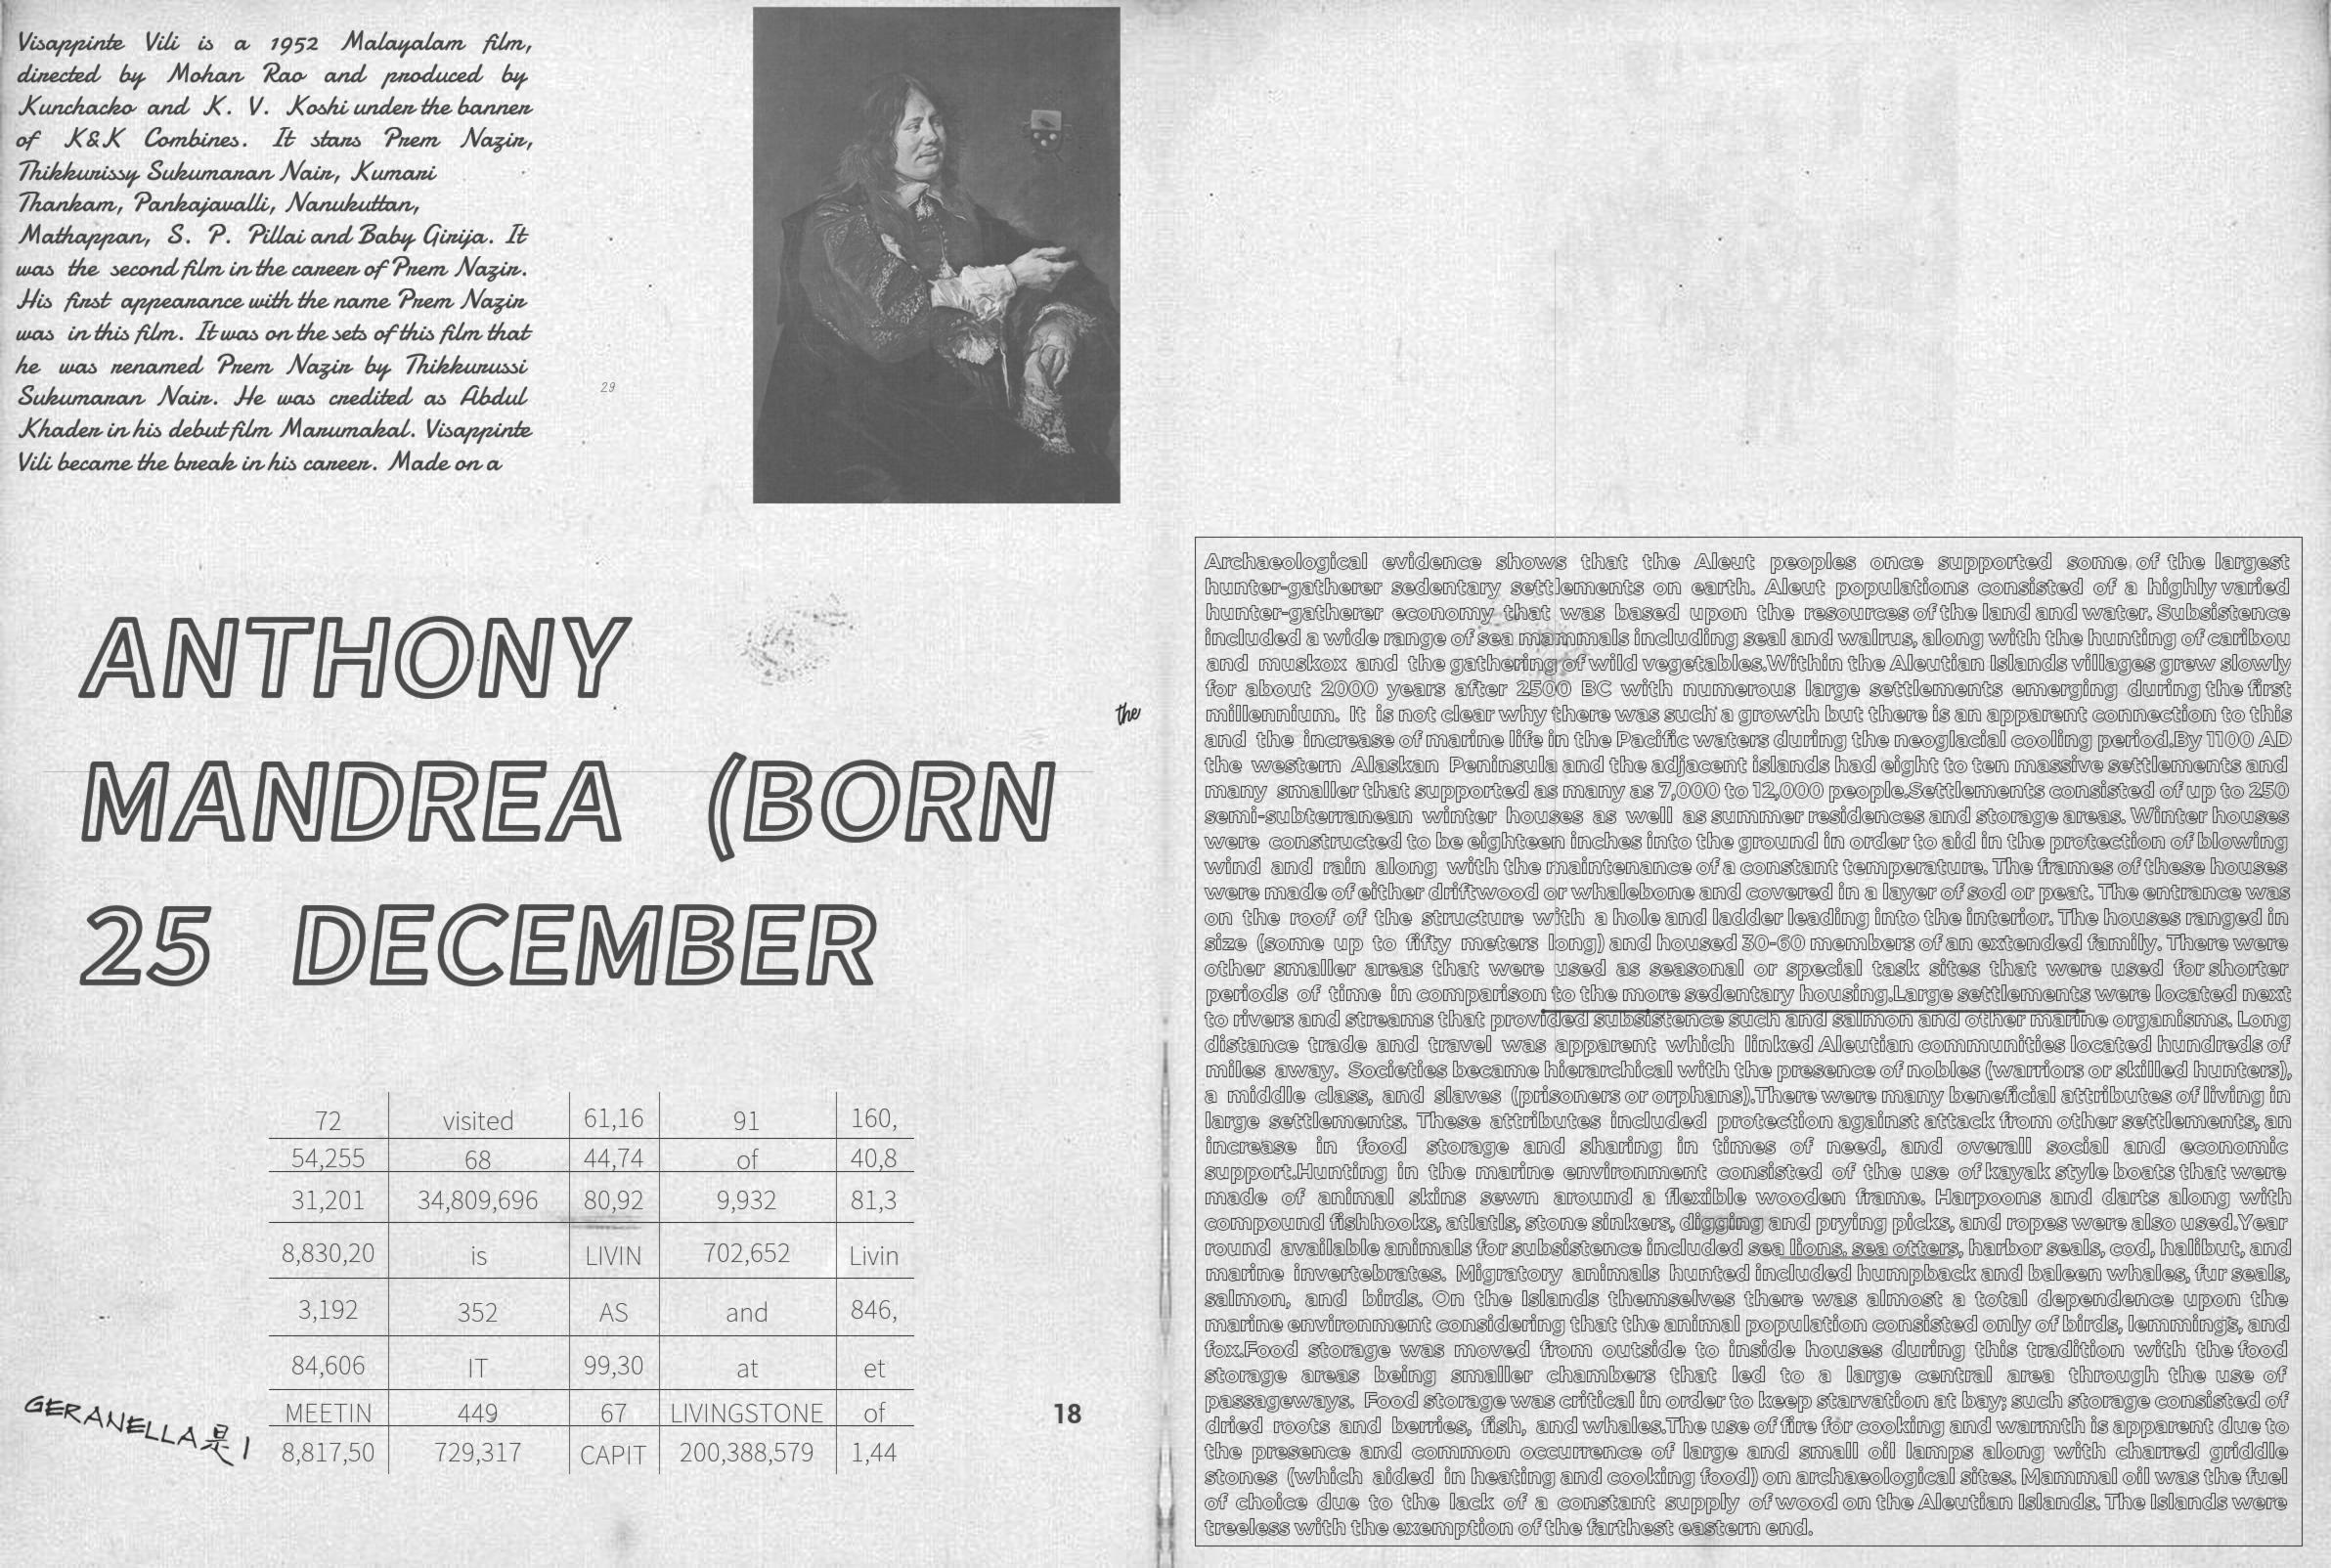 Visappinte Vili is a 1952 Malayalam film,
directed by Mohan Rao and produced by
Kunchacko and K. V. Koshi under the banner
of K&K Combines. It stars Prem Nazir,
Thikkurissy Sukumaran Nair, Kumari
Thankam, Pankajavalli, Nanukuttan,
Mathappan, S. P. Pillai and Baby Girija. It
was the second film in the career of Prem Nazir.
His first appearance with the name Prem Nazir
was in this film. It was on the sets of this film that
he was renamed Prem Nazir by Thikkurussi
Sukumaran Nair. He was credited as Abdul
Khader in his debut film Marumakal. Visappinte
Vili became the break in his career. Made on a
29
ANTHONY
MANDREA (BORN
25 DECEMBER
the
72 visited 61,16 91 160,
54,255 68 44,74 of 40,8
31,201 34,809,696 80,92 9,932 81,3
8,830,20 is LIVIN 702,652 Livin
3,192 352 AS and 846,
84,606 IT 99,30 at et
MEETIN 449 67 LIVINGSTONE of
8,817,50 729,317 CAPIT 200,388,579 1,44
GERANELLA是1
18
Archaeological evidence shows that the Aleut peoples once supported some of the largest
hunter-gatherer sedentary settlements on earth. Aleut populations consisted of a highly varied
hunter-gatherer economy that was based upon the resources of the land and water. Subsistence
included a wide range of sea mammals including seal and walrus, along with the hunting of caribou
and muskox and the gathering of wild vegetables.Within the Aleutian Islands villages grew slowly
for about 2000 years after 2500 BC with numerous large settlements emerging during the first
millennium. It is not clear why there was such a growth but there is an apparent connection to this
and the increase of marine life in the Pacific waters during the neoglacial cooling period.By 1100 AD
the western Alaskan Peninsula and the adjacent islands had eight to ten massive settlements and
many smaller that supported as many as 7,000 to 12,000 people.Settlements consisted of up to 250
semi-subterranean winter houses as well as summer residences and storage areas. Winter houses
were constructed to be eighteen inches into the ground in order to aid in the protection of blowing
wind and rain along with the maintenance of a constant temperature. The frames of these houses
were made of either driftwood or whalebone and covered in a layer of sod or peat. The entrance was
on the roof of the structure with a hole and ladder leading into the interior. The houses ranged in
size (some up to fifty meters long) and housed 30-60 members of an extended family. There were
other smaller areas that were used as seasonal or special task sites that were used for shorter
periods of time in comparison to the more sedentary housing.Large settlements were located next
to rivers and streams that provided subsistence such and salmon and other marine organisms. Long
distance trade and travel was apparent which linked Aleutian communities located hundreds of
miles away. Societies became hierarchical with the presence of nobles (warriors or skilled hunters),
a middle class, and slaves (prisoners or orphans).There were many beneficial attributes of living in
large settlements. These attributes included protection against attack from other settlements, an
increase in food storage and sharing in times of need, and overall social and economic
support.Hunting in the marine environment consisted of the use of kayak style boats that were
made of animal skins sewn around a flexible wooden frame. Harpoons and darts along with
compound fishhooks, atlatls, stone sinkers, digging and prying picks, and ropes were also used.Year
round available animals for subsistence included sea lions, sea otters, harbor seals, cod, halibut, and
marine invertebrates. Migratory animals hunted included humpback and baleen whales, fur seals,
salmon, and birds. On the Islands themselves there was almost a total dependence upon the
marine environment considering that the animal population consisted only of birds, lemmings, and
fox.Food storage was moved from outside to inside houses during this tradition with the food
storage areas being smaller chambers that led to a large central area through the use of
passageways. Food storage was critical in order to keep starvation at bay; such storage consisted of
dried roots and berries, fish, and whales.The use of fire for cooking and warmth is apparent due to
the presence and common occurrence of large and small oil lamps along with charred griddle
stones (which aided in heating and cooking food) on archaeological sites. Mammal oil was the fuel
of choice due to the lack of a constant supply of wood on the Aleutian Islands. The Islands were
treeless with the exemption of the farthest eastern end.